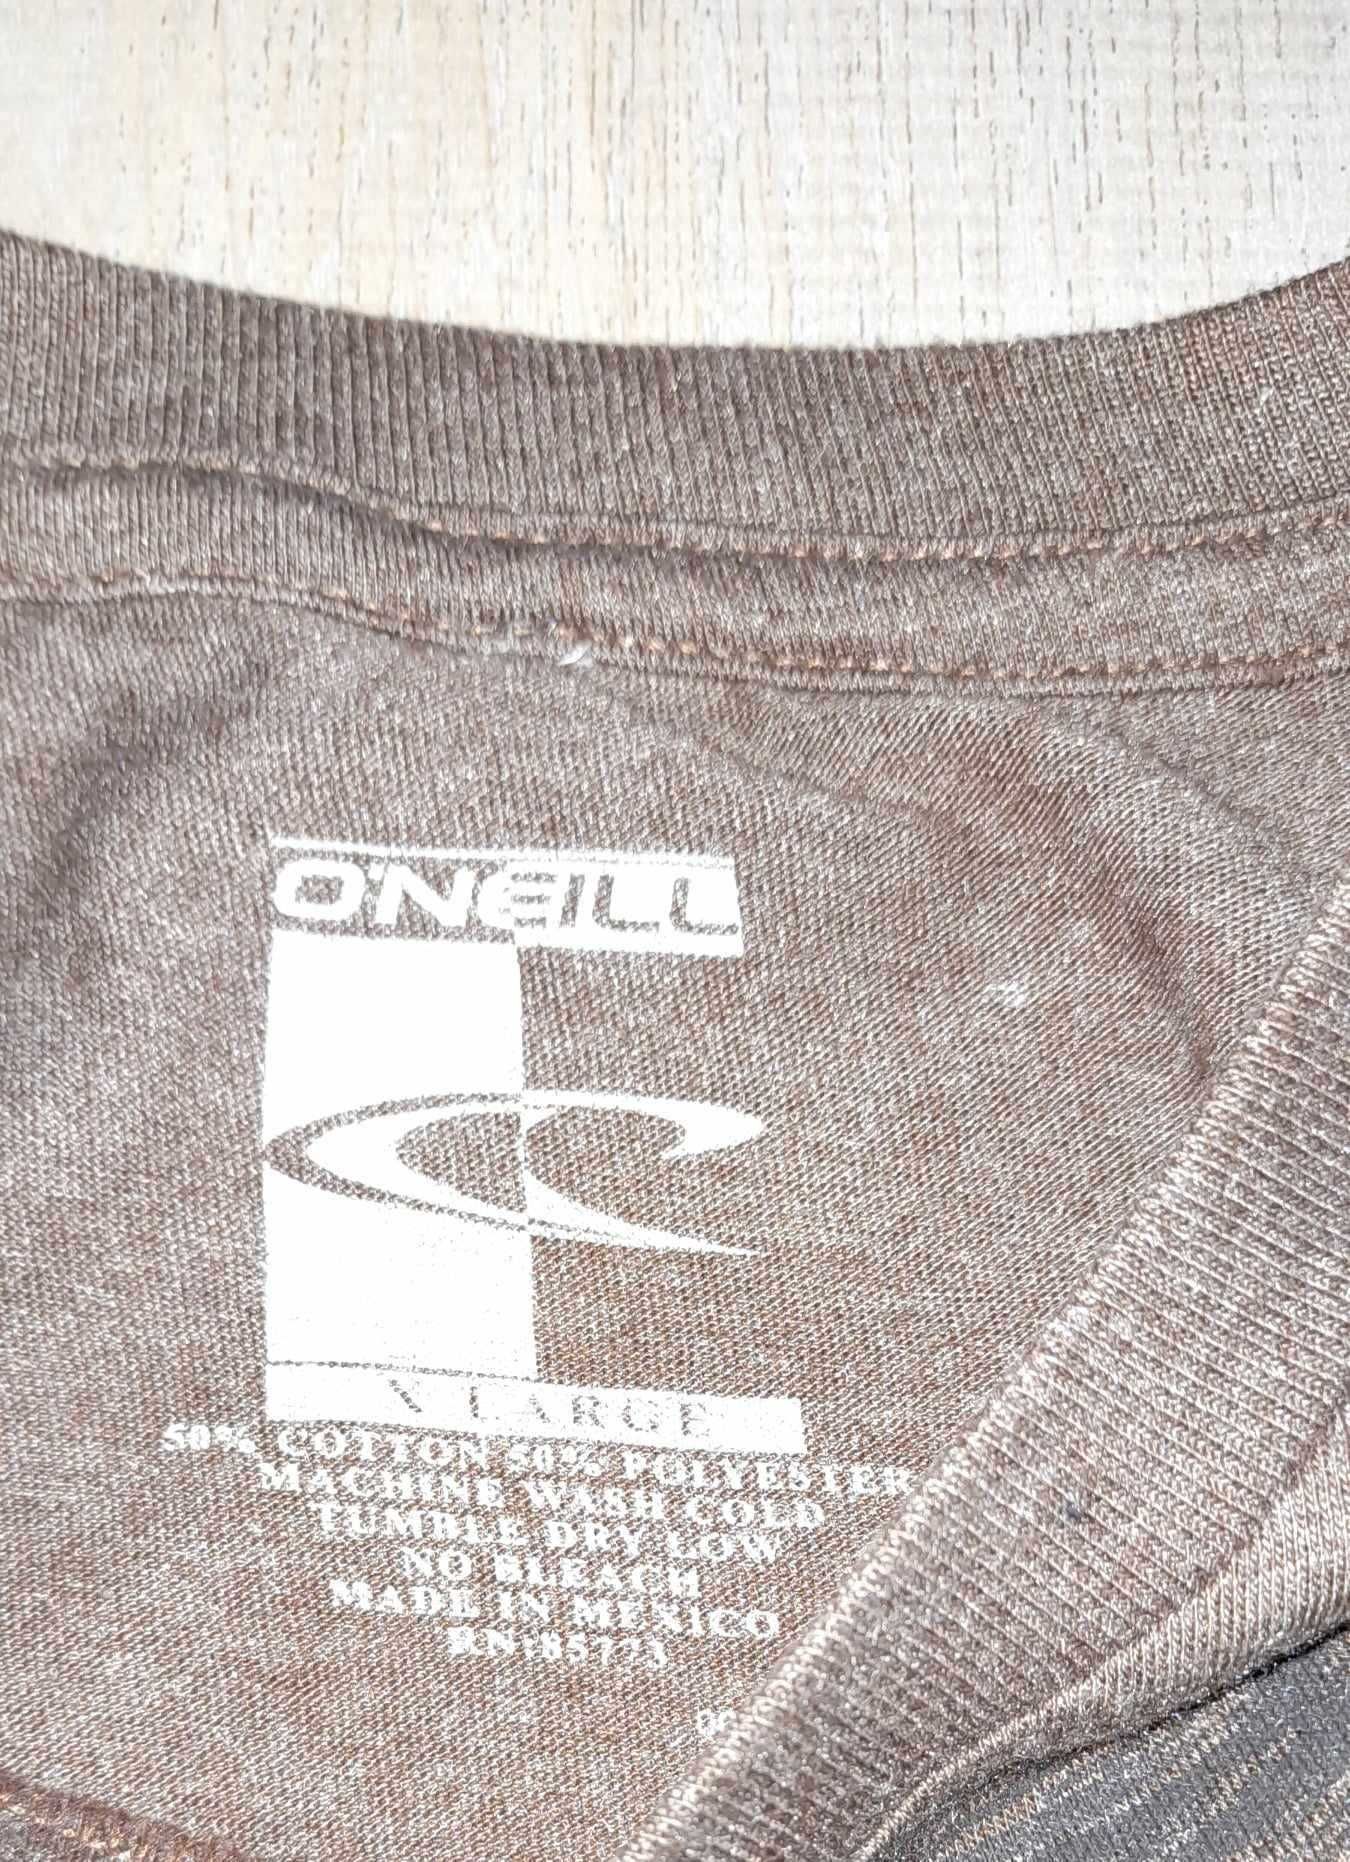 O'NEILL
X LARGE
50% COTTON 50% POLYESTER
MACHINE WASH COLD
TUMBLE DRY LOW
NO BLEACH
MADE IN MEXICO
RN:85773